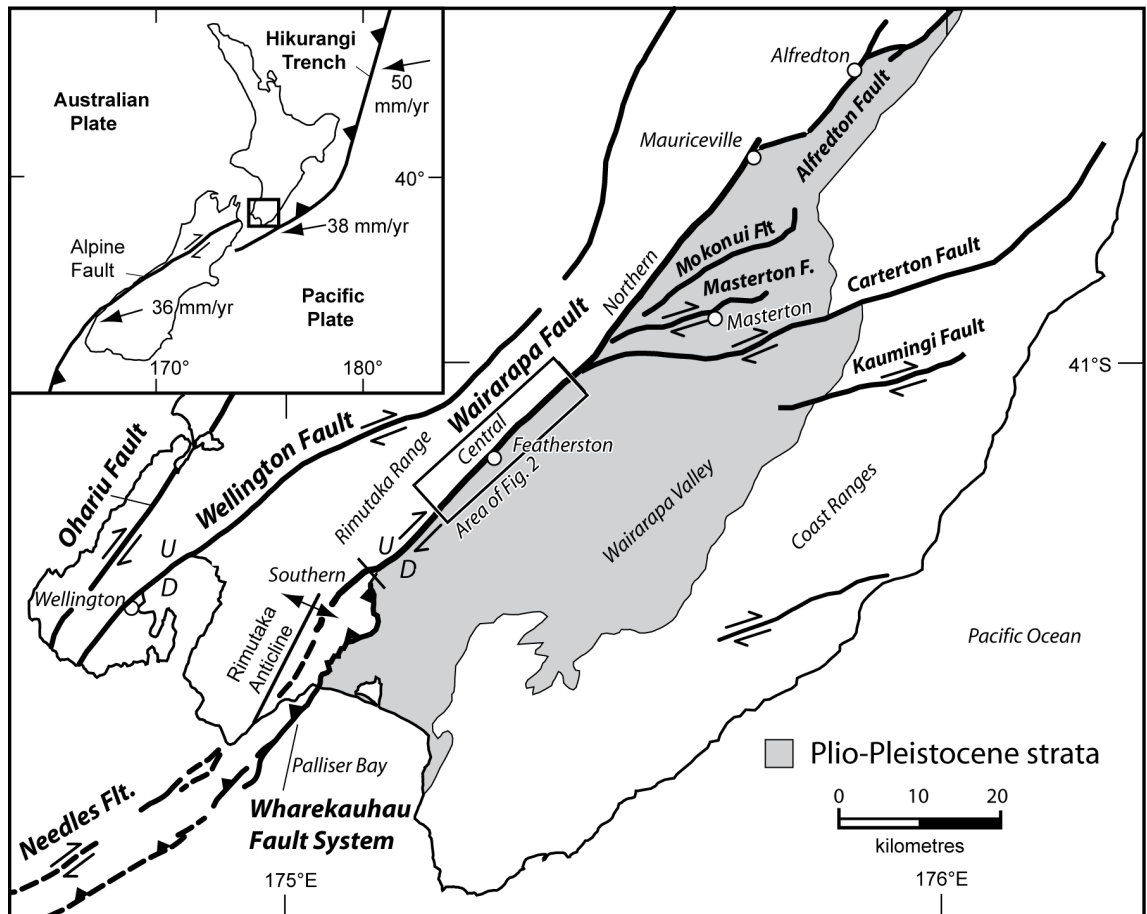 Hikurangi
Trench
Australian
Plate
50
mm/yr
40°
38 mm/yr
Alpine
Fault
36 mm/yr
Pacific
Plate
170°
180°
Alfredton
Mauriceville
Alfredton Fault
Mokonui Flt
Masterton F.
Masterton
Carterton Fault
Kaumingi Fault
41°S
Northern
Wairarapa Fault
Central
Featherston
Area of Fig. 2
Rimutaka Range
Wellington Fault
Ohariu Fault
U
D
Wellington
U
D
Southern
Rimutaka
Anticline
Wairarapa Valley
Coast Ranges
Pacific Ocean
Palliser Bay
Wharekauhau
Fault System
Needles Flt.
Plio-Pleistocene strata
0
10
20
kilometres
175°E
176°E